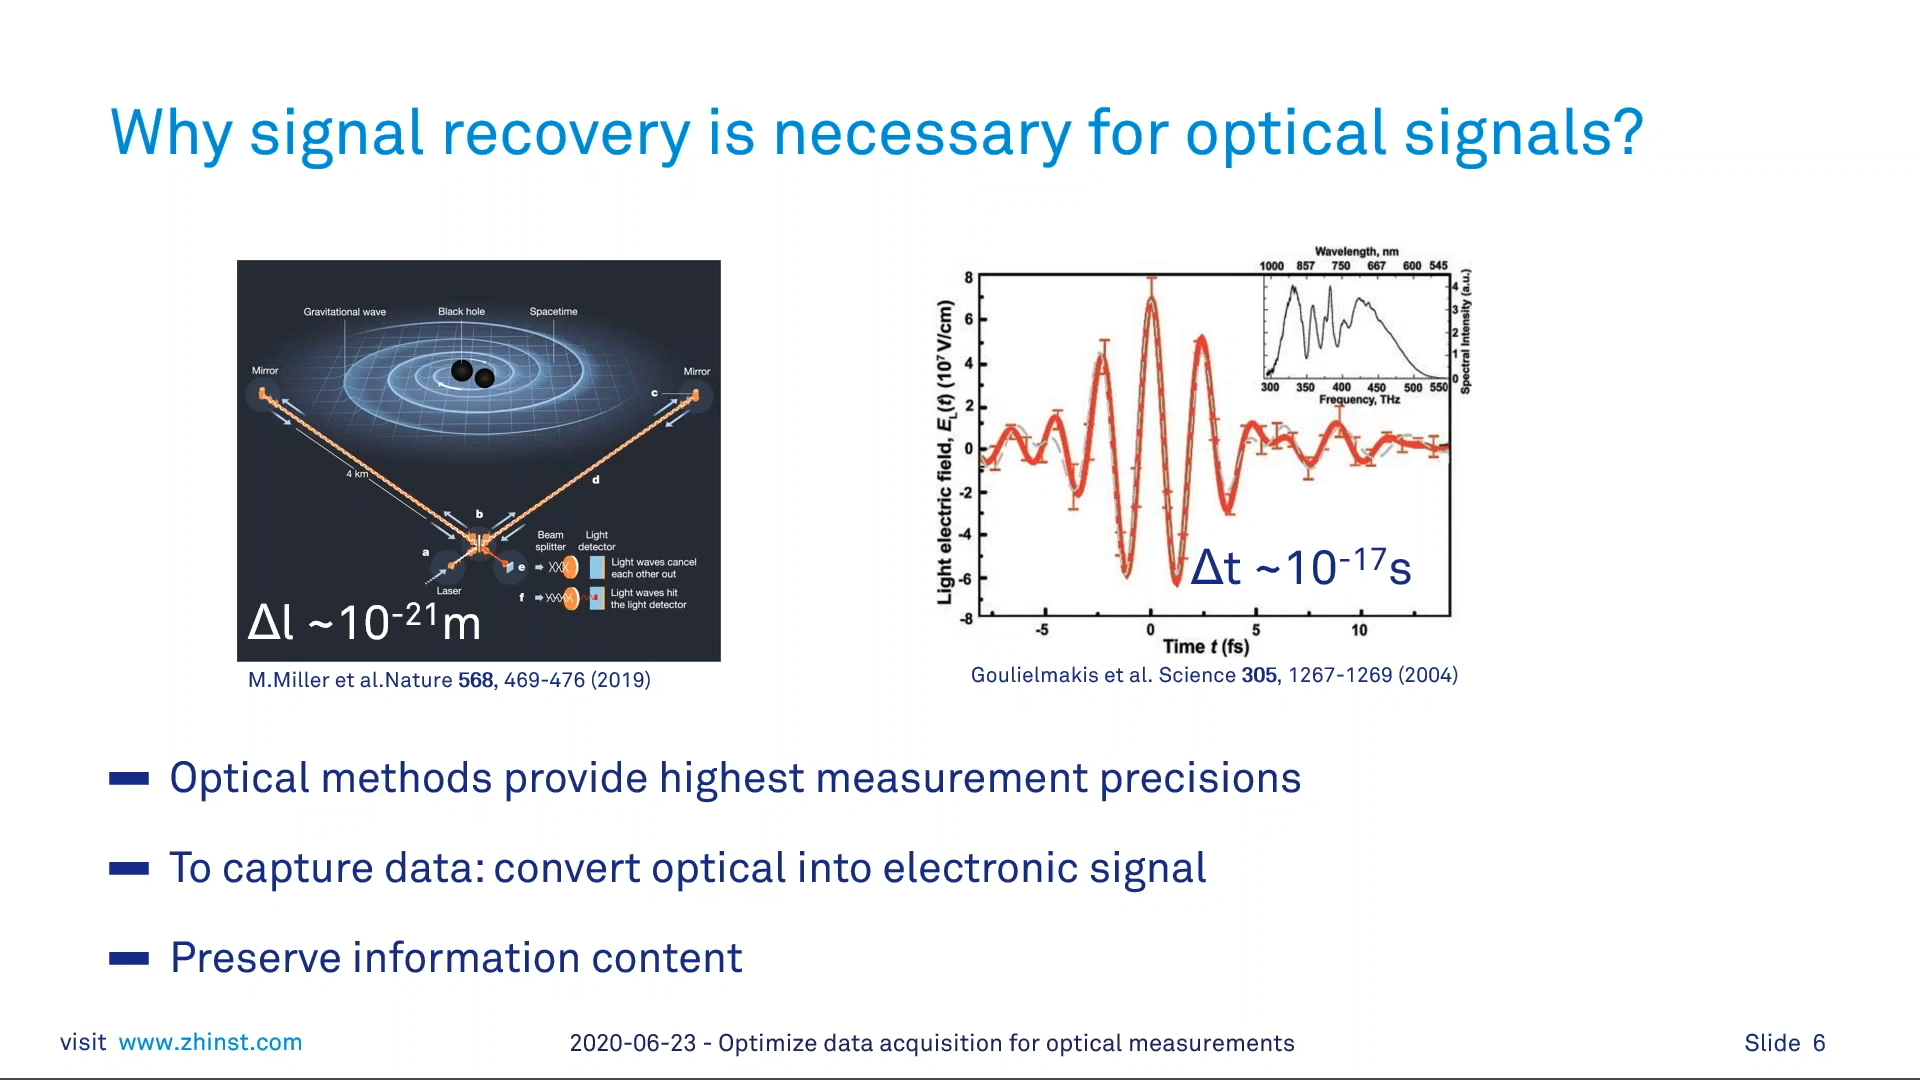 Why signal recovery is necessary for optical signals?
Gravitational wave
Black hole
Spacetime
Mirror
Mirror
c
4 km
d
b
a
Beam splitter
Light detector
e
Light waves cancel
each other out
f
Light waves hit
the light detector
Laser
Δl ~10⁻²¹m
M.Miller et al.Nature 568, 469-476 (2019)
Wavelength, nm
1000 857 750 667 600 545
4
3
2
1
0
Spectral Intensity (a.u.)
300 350 400 450 500 550
Frequency, THz
8
6
4
2
0
-2
-4
-6
-8
Light electric field, E_L(t) (10⁷ V/cm)
Δt ~10⁻¹⁷s
-5 0 5 10
Time t (fs)
Goulielmakis et al. Science 305, 1267-1269 (2004)
Optical methods provide highest measurement precisions
To capture data: convert optical into electronic signal
Preserve information content
visit www.zhinst.com
2020-06-23 - Optimize data acquisition for optical measurements
Slide 6